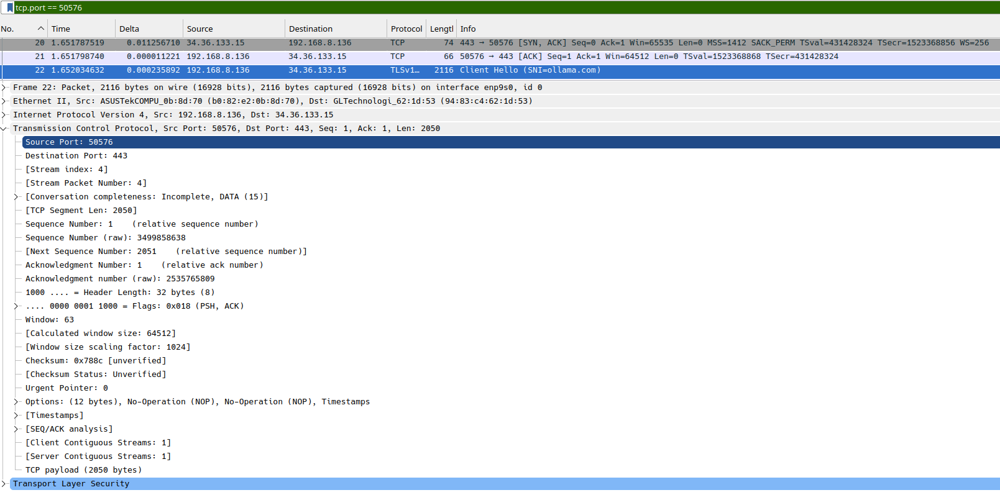 tcp.port == 50576
No. Time Delta Source Destination Protocol Lengtl Info
20 1.651787519 0.011256710 34.36.133.15 192.168.8.136 TCP 74 443 → 50576 [SYN, ACK] Seq=0 Ack=1 Win=65535 Len=0 MSS=1412 SACK_PERM TSval=431428324 TSecr=1523368856 WS=256
21 1.651798740 0.000011221 192.168.8.136 34.36.133.15 TCP 66 50576 → 443 [ACK] Seq=1 Ack=1 Win=64512 Len=0 TSval=1523368868 TSecr=431428324
22 1.652034632 0.000235892 192.168.8.136 34.36.133.15 TLSv1… 2116 Client Hello (SNI=ollama.com)
Frame 22: Packet, 2116 bytes on wire (16928 bits), 2116 bytes captured (16928 bits) on interface enp9s0, id 0
Ethernet II, Src: ASUSTekCOMPU_0b:8d:70 (b0:82:e2:0b:8d:70), Dst: GLTechnologi_62:1d:53 (94:83:c4:62:1d:53)
Internet Protocol Version 4, Src: 192.168.8.136, Dst: 34.36.133.15
Transmission Control Protocol, Src Port: 50576, Dst Port: 443, Seq: 1, Ack: 1, Len: 2050
Source Port: 50576
Destination Port: 443
[Stream index: 4]
[Stream Packet Number: 4]
[Conversation completeness: Incomplete, DATA (15)]
[TCP Segment Len: 2050]
Sequence Number: 1    (relative sequence number)
Sequence Number (raw): 3499858638
[Next Sequence Number: 2051    (relative sequence number)]
Acknowledgment Number: 1    (relative ack number)
Acknowledgment number (raw): 2535765809
1000 .... = Header Length: 32 bytes (8)
.... 0000 0001 1000 = Flags: 0x018 (PSH, ACK)
Window: 63
[Calculated window size: 64512]
[Window size scaling factor: 1024]
Checksum: 0x788c [unverified]
[Checksum Status: Unverified]
Urgent Pointer: 0
Options: (12 bytes), No-Operation (NOP), No-Operation (NOP), Timestamps
[Timestamps]
[SEQ/ACK analysis]
[Client Contiguous Streams: 1]
[Server Contiguous Streams: 1]
TCP payload (2050 bytes)
Transport Layer Security